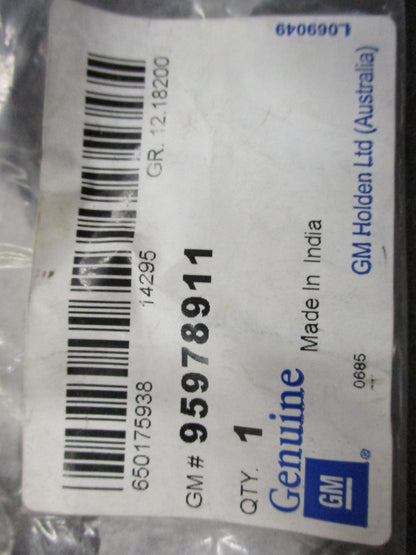 650175938 14295 GR. 12.18200
GM # 95978911
QTY. 1
Genuine Made In India
GM ®
0685 GM Holden Ltd (Australia)
L069049